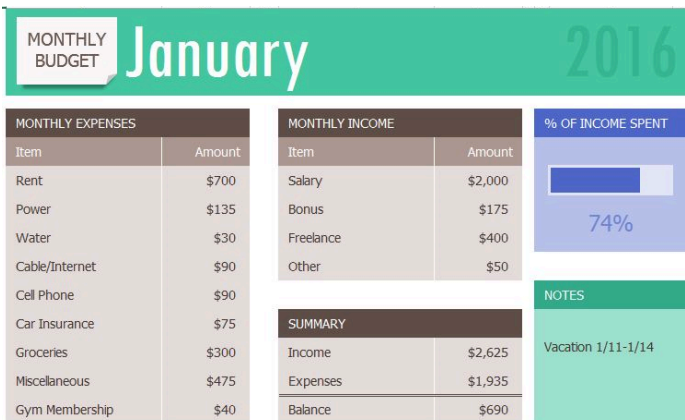 MONTHLY
BUDGET
January
2016
MONTHLY EXPENSES
Item Amount
Rent $700
Power $135
Water $30
Cable/Internet $90
Cell Phone $90
Car Insurance $75
Groceries $300
Miscellaneous $475
Gym Membership $40
MONTHLY INCOME
Item Amount
Salary $2,000
Bonus $175
Freelance $400
Other $50
SUMMARY
Income $2,625
Expenses $1,935
Balance $690
% OF INCOME SPENT
74%
NOTES
Vacation 1/11-1/14